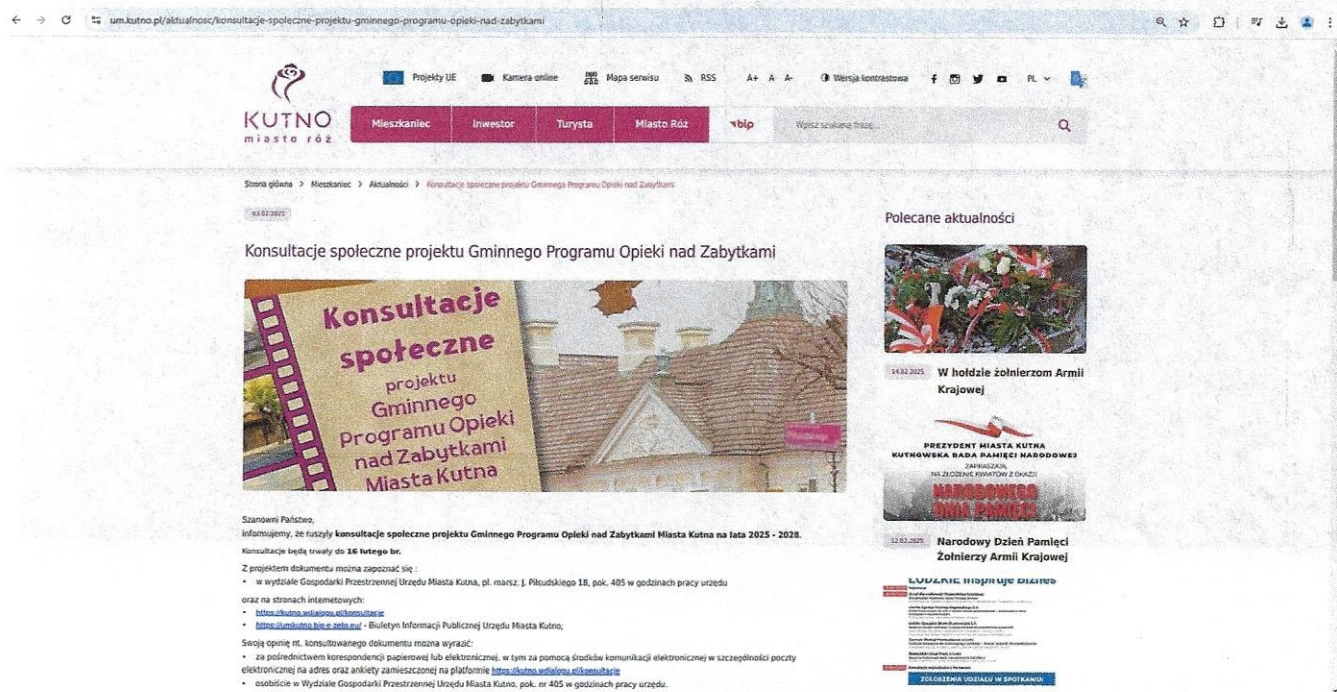 um.kutno.pl/aktualnosc/konsultacje-spoleczne-projektu-gminnego-programu-opieki-nad-zabytkami
Projekty UE
Kamera online
Mapa serwisu
RSS
A+ A A-
Wersja kontrastowa
PL
KUTNO
miasto róż
Mieszkaniec
Inwestor
Turysta
Miasto Róż
bip
Wpisz szukaną frazę...
Strona główna > Mieszkaniec > Aktualności > Konsultacje społeczne projektu Gminnego Programu Opieki nad Zabytkami
03.02.2025
Konsultacje społeczne projektu Gminnego Programu Opieki nad Zabytkami
Konsultacje
społeczne
projektu
Gminnego
Programu Opieki
nad Zabytkami
Miasta Kutna
Szanowni Państwo,
informujemy, że ruszyły konsultacje społeczne projektu Gminnego Programu Opieki nad Zabytkami Miasta Kutna na lata 2025 - 2028.
Konsultacje będą trwały do 16 lutego br.
Z projektem dokumentu można zapoznać się :
• w wydziale Gospodarki Przestrzennej Urzędu Miasta Kutna, pl. marsz. J. Piłsudskiego 18, pok. 405 w godzinach pracy urzędu
oraz na stronach internetowych:
• https://kutno.wdialogu.pl/konsultacje
• https://umkutno.bip.e-zeto.eu/ - Biuletyn Informacji Publicznej Urzędu Miasta Kutno;
Swoją opinię nt. konsultowanego dokumentu można wyrazić:
• za pośrednictwem korespondencji papierowej lub elektronicznej, w tym za pomocą środków komunikacji elektronicznej w szczególności poczty
elektronicznej na adres oraz ankiety zamieszczonej na platformie https://kutno.wdialogu.pl/konsultacje
• osobiście w Wydziale Gospodarki Przestrzennej Urzędu Miasta Kutno, pok. nr 405 w godzinach pracy urzędu.
Polecane aktualności
14.02.2025
W hołdzie żołnierzom Armii
Krajowej
PREZYDENT MIASTA KUTNA
KUTNOWSKA RADA PAMIĘCI NARODOWEJ
ZAPRASZAJĄ
NA ZŁOŻENIE KWIATÓW Z OKAZJI
NARODOWEGO
DNIA PAMIĘCI
12.02.2025
Narodowy Dzień Pamięci
Żołnierzy Armii Krajowej
ŁÓDZKIE inspiruje biznes
ZGŁOSZENIA UDZIAŁU W SPOTKANIU: